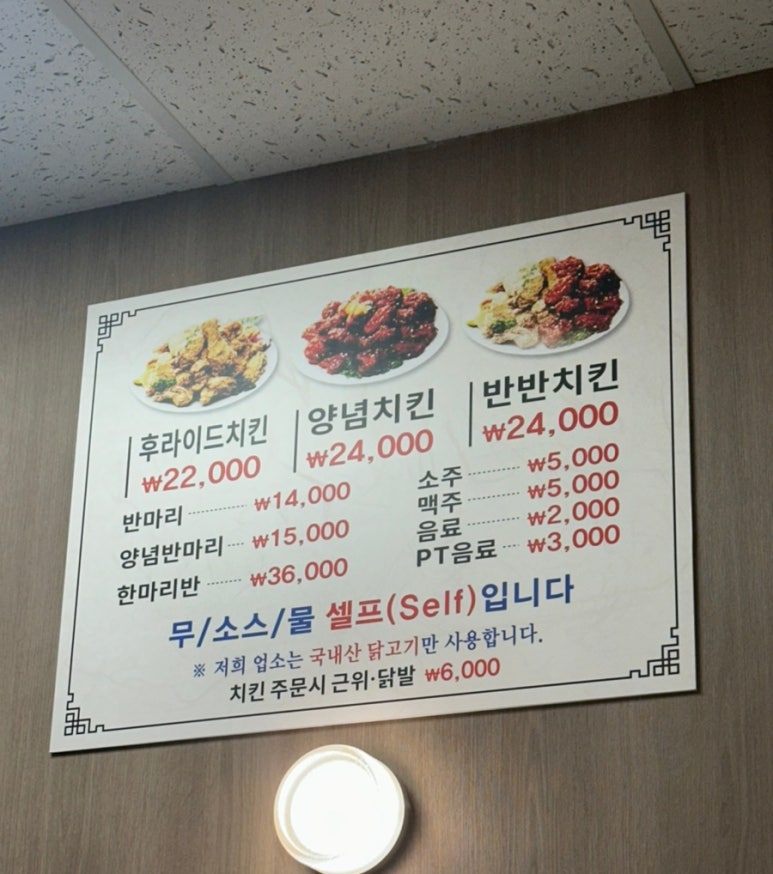 후라이드치킨
₩22,000
양념치킨
₩24,000
반반치킨
₩24,000
반마리 ₩14,000
양념반마리 ₩15,000
한마리반 ₩36,000
소주 ₩5,000
맥주 ₩5,000
음료 ₩2,000
PT음료 ₩3,000
무/소스/물 셀프(Self)입니다
※ 저희 업소는 국내산 닭고기만 사용합니다.
치킨 주문시 근위·닭발 ₩6,000